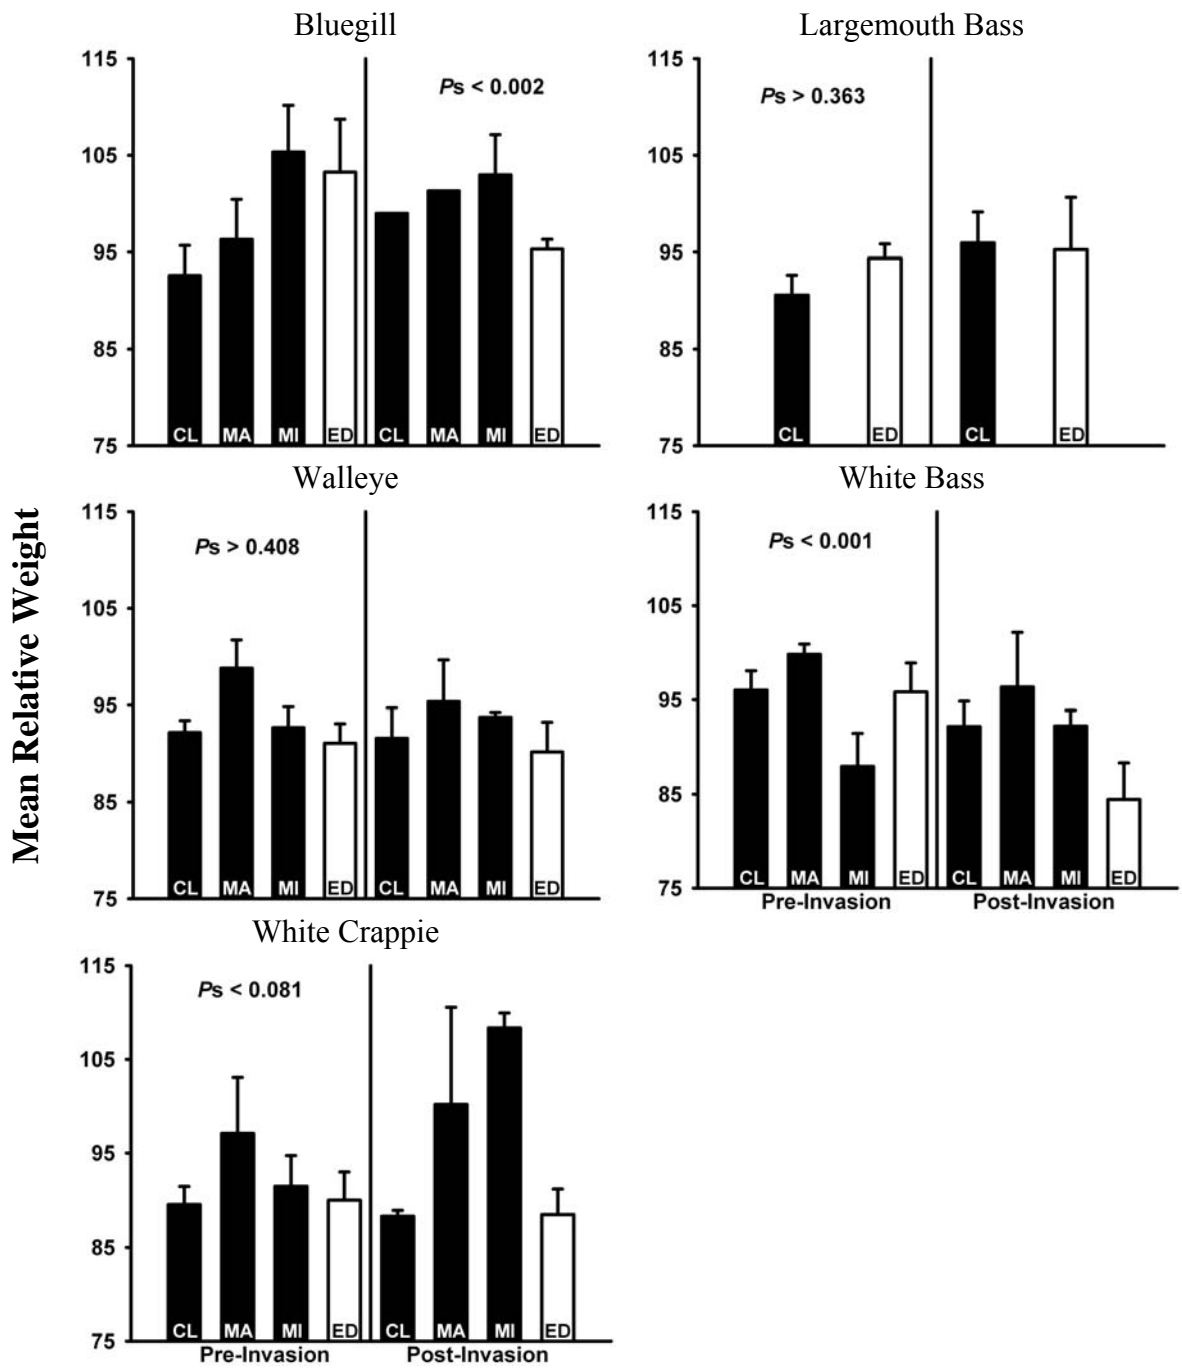 Bluegill
115
105
95
85
75
Ps < 0.002
CL MA MI ED CL MA MI ED
Largemouth Bass
115
105
95
85
75
Ps > 0.363
CL ED CL ED
Mean Relative Weight
Walleye
115
105
95
85
75
Ps > 0.408
CL MA MI ED CL MA MI ED
White Bass
115
105
95
85
75
Ps < 0.001
CL MA MI ED CL MA MI ED
Pre-Invasion Post-Invasion
White Crappie
115
105
95
85
75
Ps < 0.081
CL MA MI ED CL MA MI ED
Pre-Invasion Post-Invasion